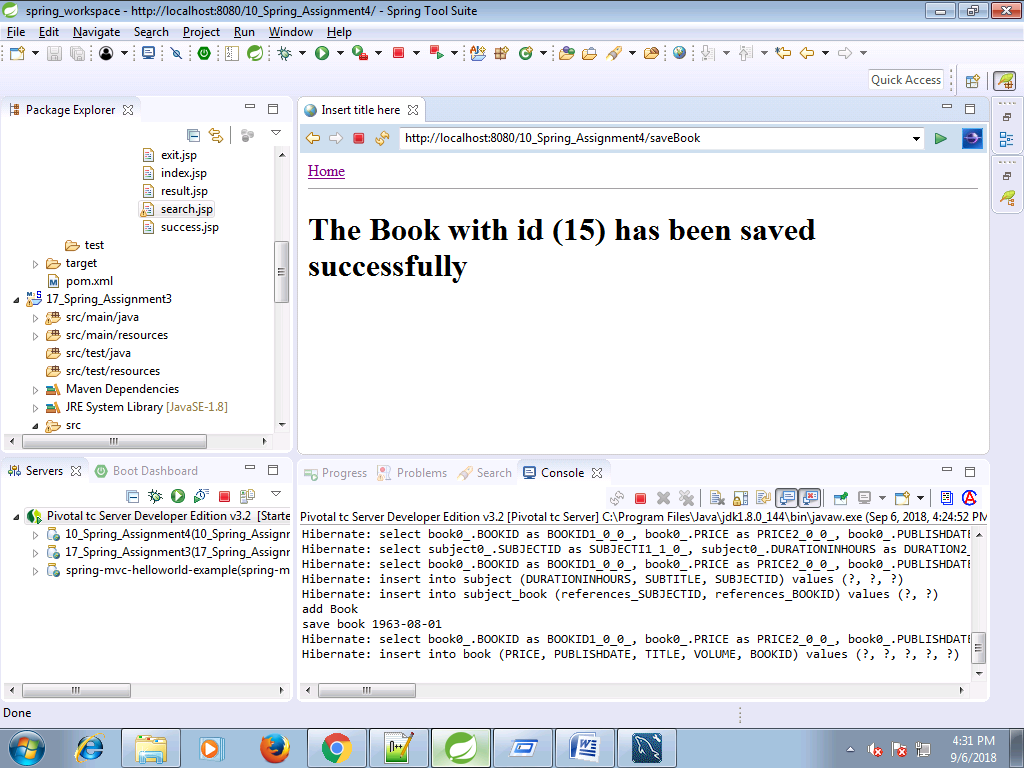 spring_workspace - http://localhost:8080/10_Spring_Assignment4/ - Spring Tool Suite
File Edit Navigate Search Project Run Window Help
Quick Access
Package Explorer
exit.jsp
index.jsp
result.jsp
search.jsp
success.jsp
test
target
pom.xml
17_Spring_Assignment3
src/main/java
src/main/resources
src/test/java
src/test/resources
Maven Dependencies
JRE System Library [JavaSE-1.8]
src
Insert title here
http://localhost:8080/10_Spring_Assignment4/saveBook
Home
The Book with id (15) has been saved
successfully
Servers Boot Dashboard
Pivotal tc Server Developer Edition v3.2 [Starte
10_Spring_Assignment4(10_Spring_Assignr
17_Spring_Assignment3(17_Spring_Assignr
spring-mvc-helloworld-example(spring-m
Progress Problems Search Console
Pivotal tc Server Developer Edition v3.2 [Pivotal tc Server] C:\Program Files\Java\jdk1.8.0_144\bin\javaw.exe (Sep 6, 2018, 4:24:52 PM
Hibernate: select book0_.BOOKID as BOOKID1_0_0_, book0_.PRICE as PRICE2_0_0_, book0_.PUBLISHDATE
Hibernate: select subject0_.SUBJECTID as SUBJECTI1_1_0_, subject0_.DURATIONINHOURS as DURATION2_
Hibernate: select book0_.BOOKID as BOOKID1_0_0_, book0_.PRICE as PRICE2_0_0_, book0_.PUBLISHDATE
Hibernate: insert into subject (DURATIONINHOURS, SUBTITLE, SUBJECTID) values (?, ?, ?)
Hibernate: insert into subject_book (references_SUBJECTID, references_BOOKID) values (?, ?)
add Book
save book 1963-08-01
Hibernate: select book0_.BOOKID as BOOKID1_0_0_, book0_.PRICE as PRICE2_0_0_, book0_.PUBLISHDATE
Hibernate: insert into book (PRICE, PUBLISHDATE, TITLE, VOLUME, BOOKID) values (?, ?, ?, ?, ?)
Done
4:31 PM
9/6/2018